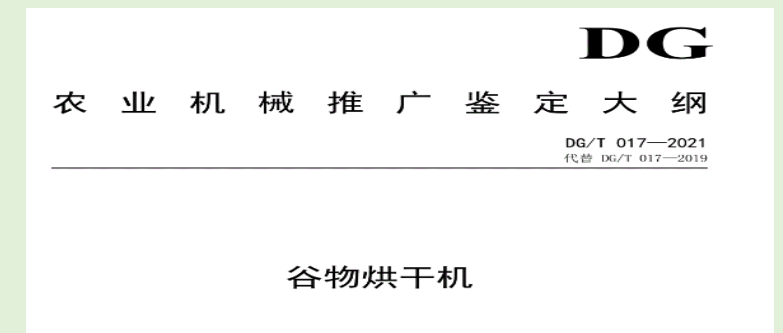 DG
农业机械推广鉴定大纲
DG/T 017—2021
代替 DG/T 017—2019
谷物烘干机